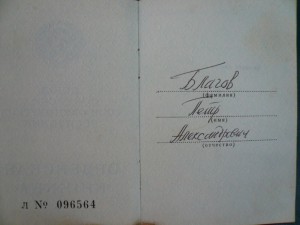 Благов
(фамилия)
Петр
(имя)
Александрович
(отчество)
Л № 096564